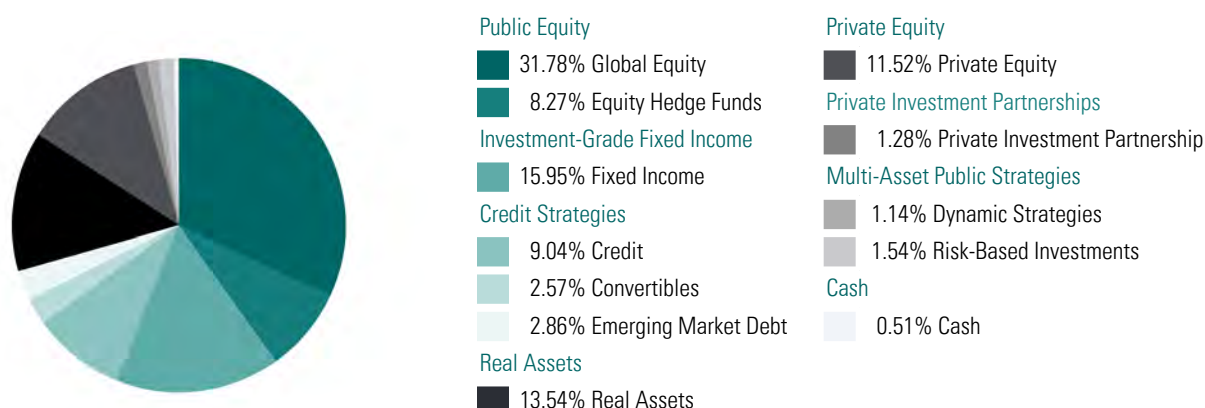 Public Equity
31.78% Global Equity
8.27% Equity Hedge Funds
Investment-Grade Fixed Income
15.95% Fixed Income
Credit Strategies
9.04% Credit
2.57% Convertibles
2.86% Emerging Market Debt
Real Assets
13.54% Real Assets
Private Equity
11.52% Private Equity
Private Investment Partnerships
1.28% Private Investment Partnership
Multi-Asset Public Strategies
1.14% Dynamic Strategies
1.54% Risk-Based Investments
Cash
0.51% Cash